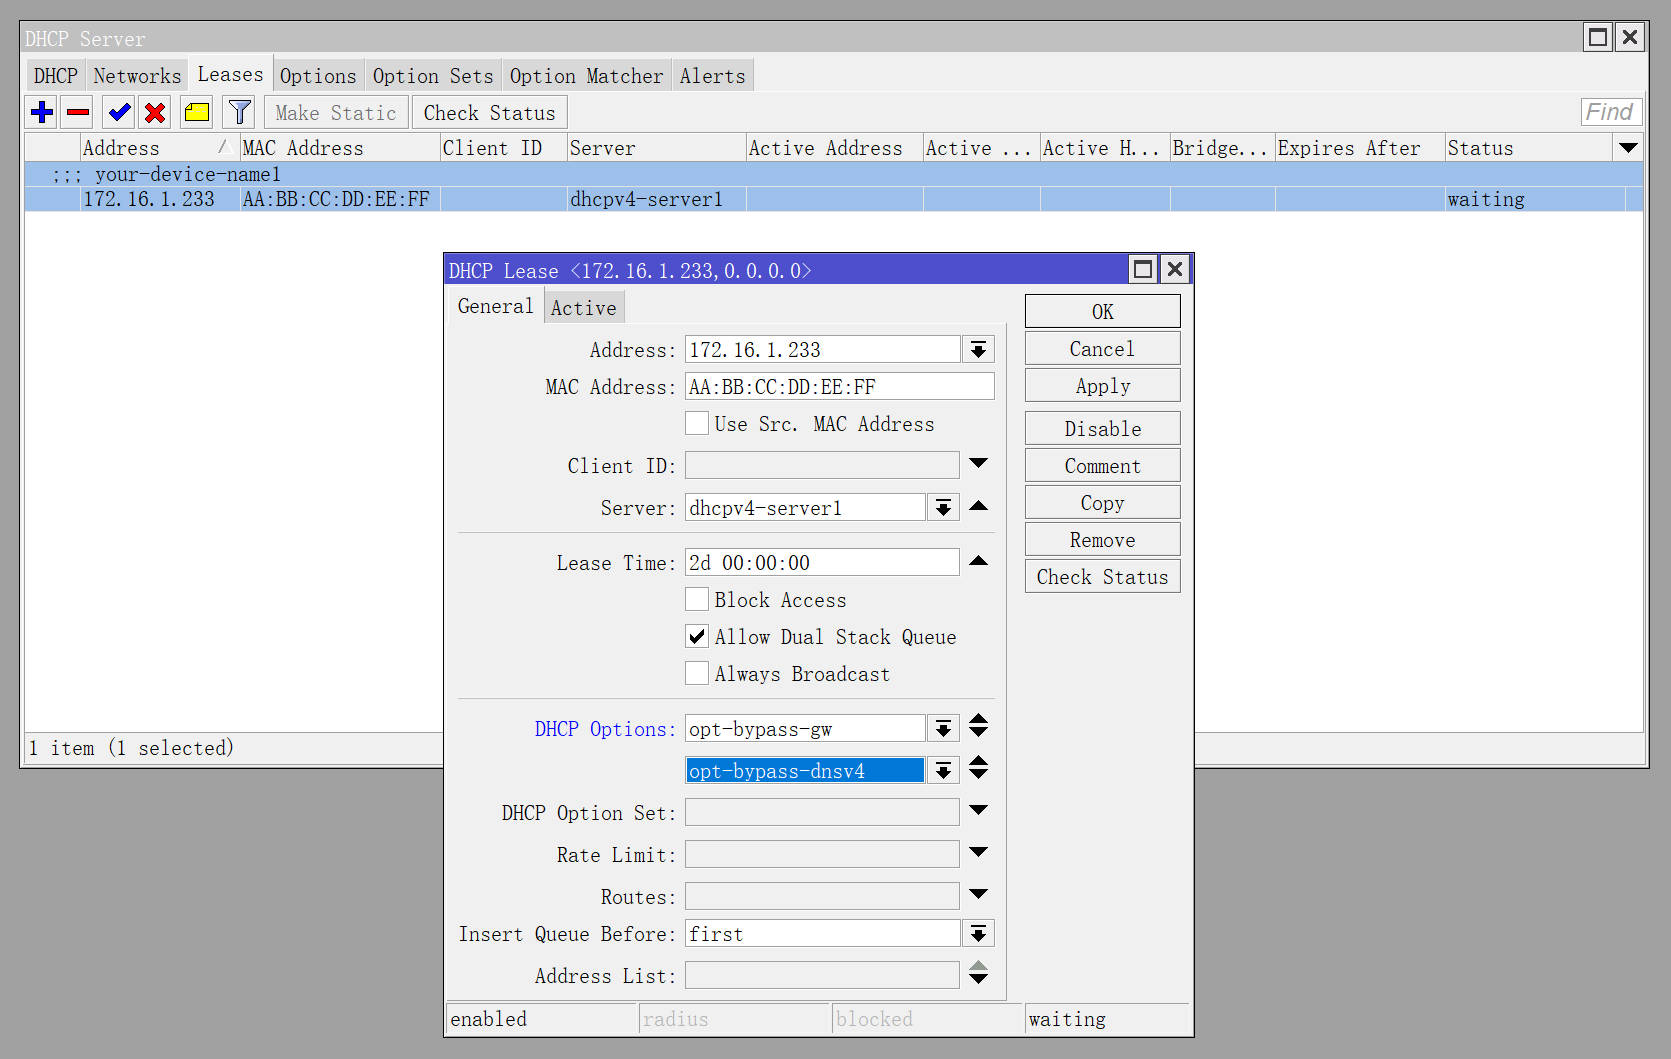 DHCP Server
DHCP Networks Leases Options Option Sets Option Matcher Alerts
Make Static Check Status Find
Address MAC Address Client ID Server Active Address Active ... Active H... Bridge... Expires After Status
;;; your-device-name1
172.16.1.233 AA:BB:CC:DD:EE:FF dhcpv4-server1 waiting
DHCP Lease <172.16.1.233,0.0.0.0>
General Active
Address: 172.16.1.233
MAC Address: AA:BB:CC:DD:EE:FF
Use Src. MAC Address
Client ID:
Server: dhcpv4-server1
Lease Time: 2d 00:00:00
Block Access
Allow Dual Stack Queue
Always Broadcast
DHCP Options: opt-bypass-gw
opt-bypass-dnsv4
DHCP Option Set:
Rate Limit:
Routes:
Insert Queue Before: first
Address List:
OK
Cancel
Apply
Disable
Comment
Copy
Remove
Check Status
enabled radius blocked waiting
1 item (1 selected)